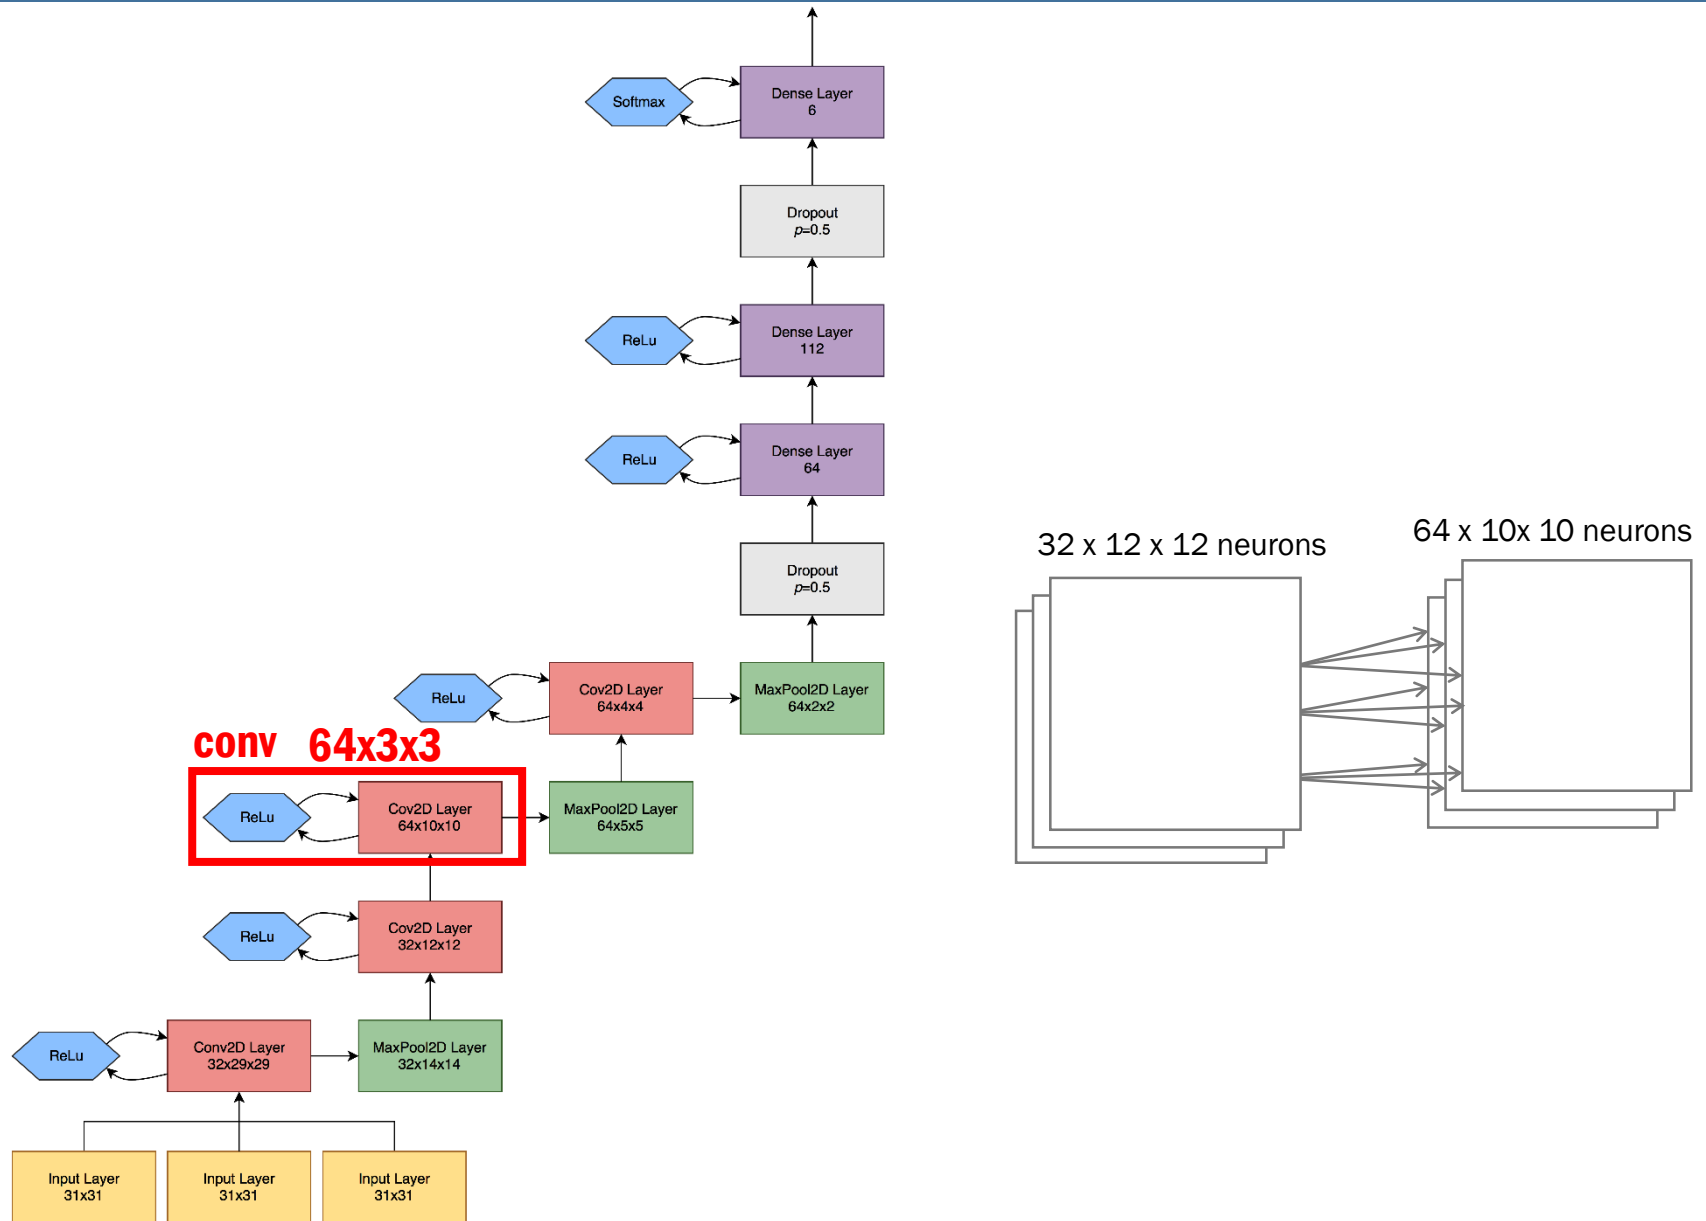 Softmax
Dense Layer
6
Dropout
p=0.5
ReLu
Dense Layer
112
ReLu
Dense Layer
64
Dropout
p=0.5
ReLu
Cov2D Layer
64x4x4
MaxPool2D Layer
64x2x2
conv 64x3x3
ReLu
Cov2D Layer
64x10x10
MaxPool2D Layer
64x5x5
ReLu
Cov2D Layer
32x12x12
ReLu
Conv2D Layer
32x29x29
MaxPool2D Layer
32x14x14
Input Layer
31x31
Input Layer
31x31
Input Layer
31x31
32 x 12 x 12 neurons
64 x 10x 10 neurons